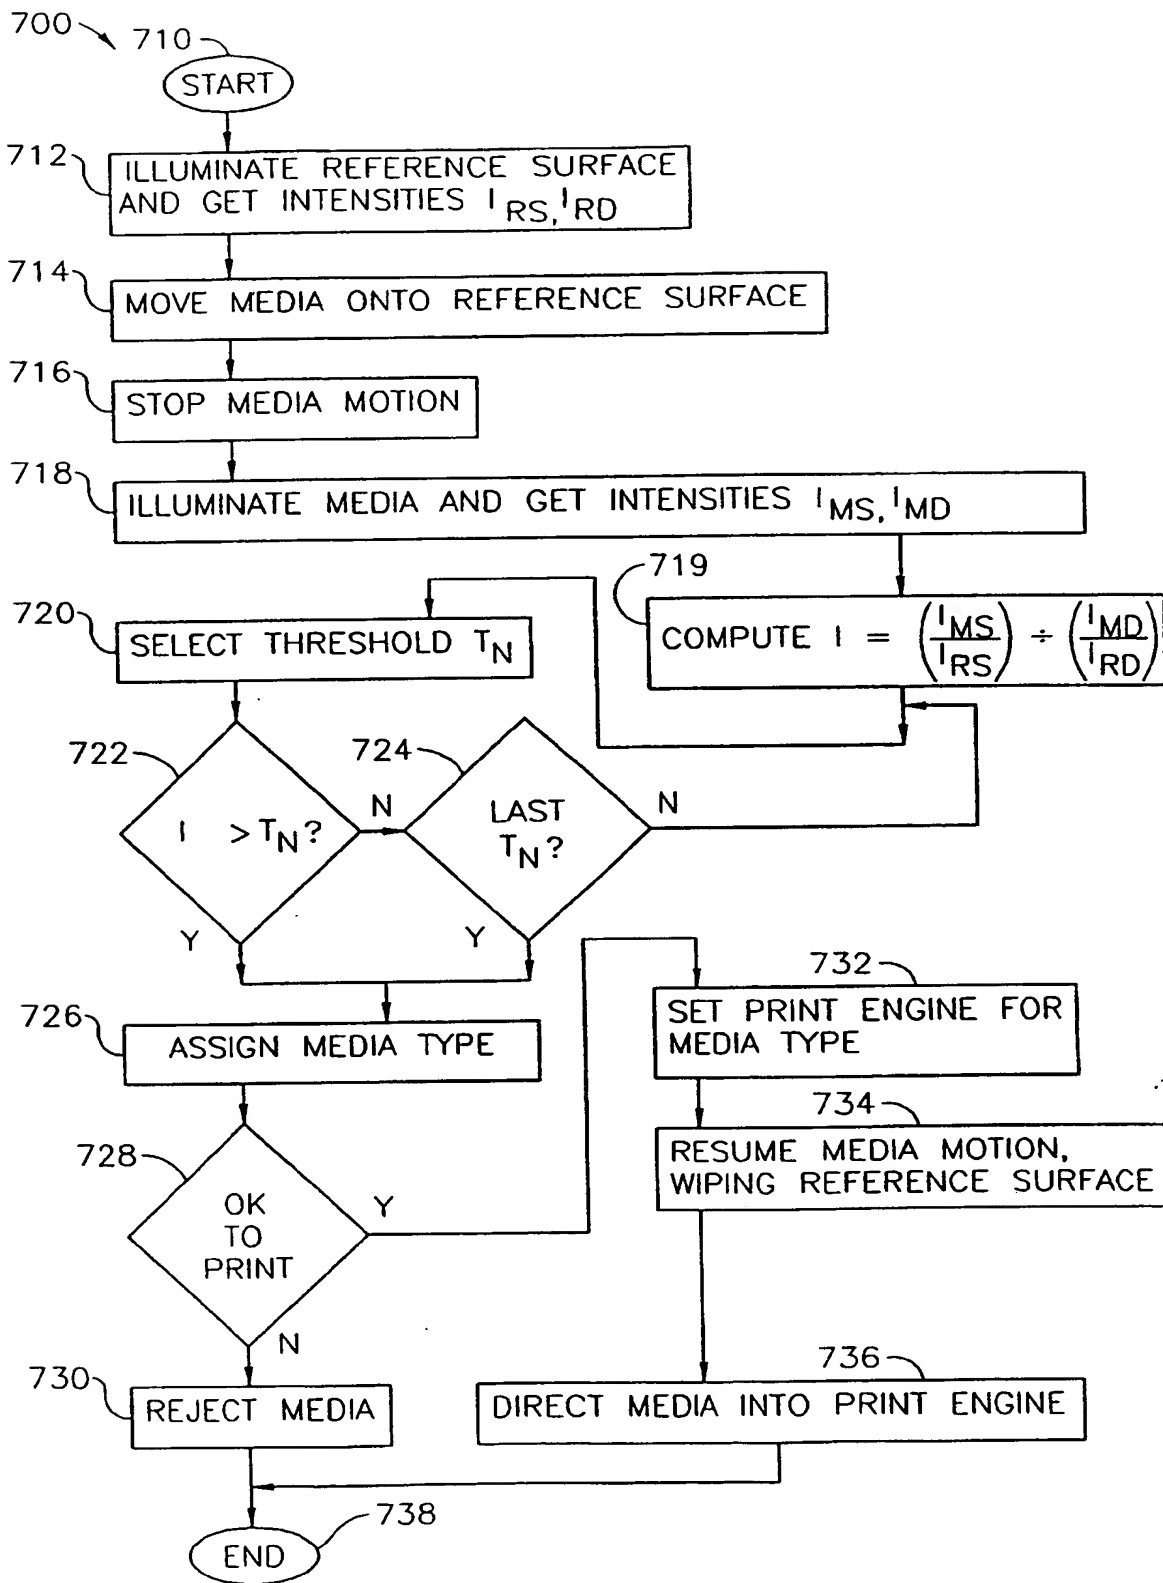 700
710
START
712
ILLUMINATE REFERENCE SURFACE
AND GET INTENSITIES I RS, I RD
714
MOVE MEDIA ONTO REFERENCE SURFACE
716
STOP MEDIA MOTION
718
ILLUMINATE MEDIA AND GET INTENSITIES I MS, I MD
719
COMPUTE I = (I MS / I RS) ÷ (I MD / I RD)
720
SELECT THRESHOLD T N
722
I > T N?
N
Y
724
LAST
T N?
N
Y
726
ASSIGN MEDIA TYPE
728
OK
TO
PRINT
Y
N
730
REJECT MEDIA
732
SET PRINT ENGINE FOR
MEDIA TYPE
734
RESUME MEDIA MOTION,
WIPING REFERENCE SURFACE
736
DIRECT MEDIA INTO PRINT ENGINE
738
END